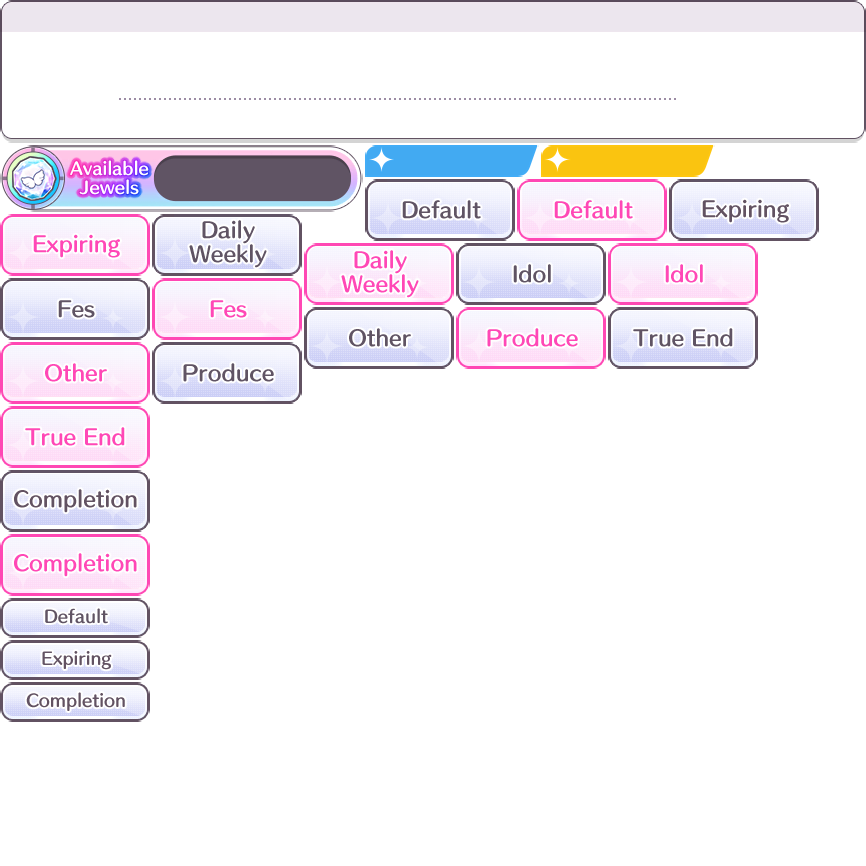 Available
Jewels
Default
Default
Expiring
Expiring
Daily
Weekly
Daily
Weekly
Idol
Idol
Fes
Fes
Other
Produce
True End
Other
Produce
True End
Completion
Completion
Default
Expiring
Completion